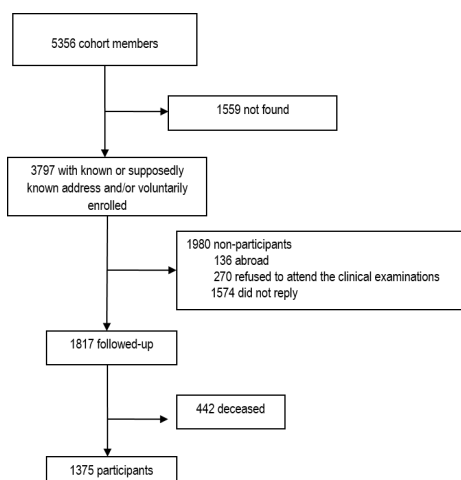 5356 cohort members
1559 not found
3797 with known or supposedly
known address and/or voluntarily
enrolled
1980 non-participants
136 abroad
270 refused to attend the clinical examinations
1574 did not reply
1817 followed-up
442 deceased
1375 participants